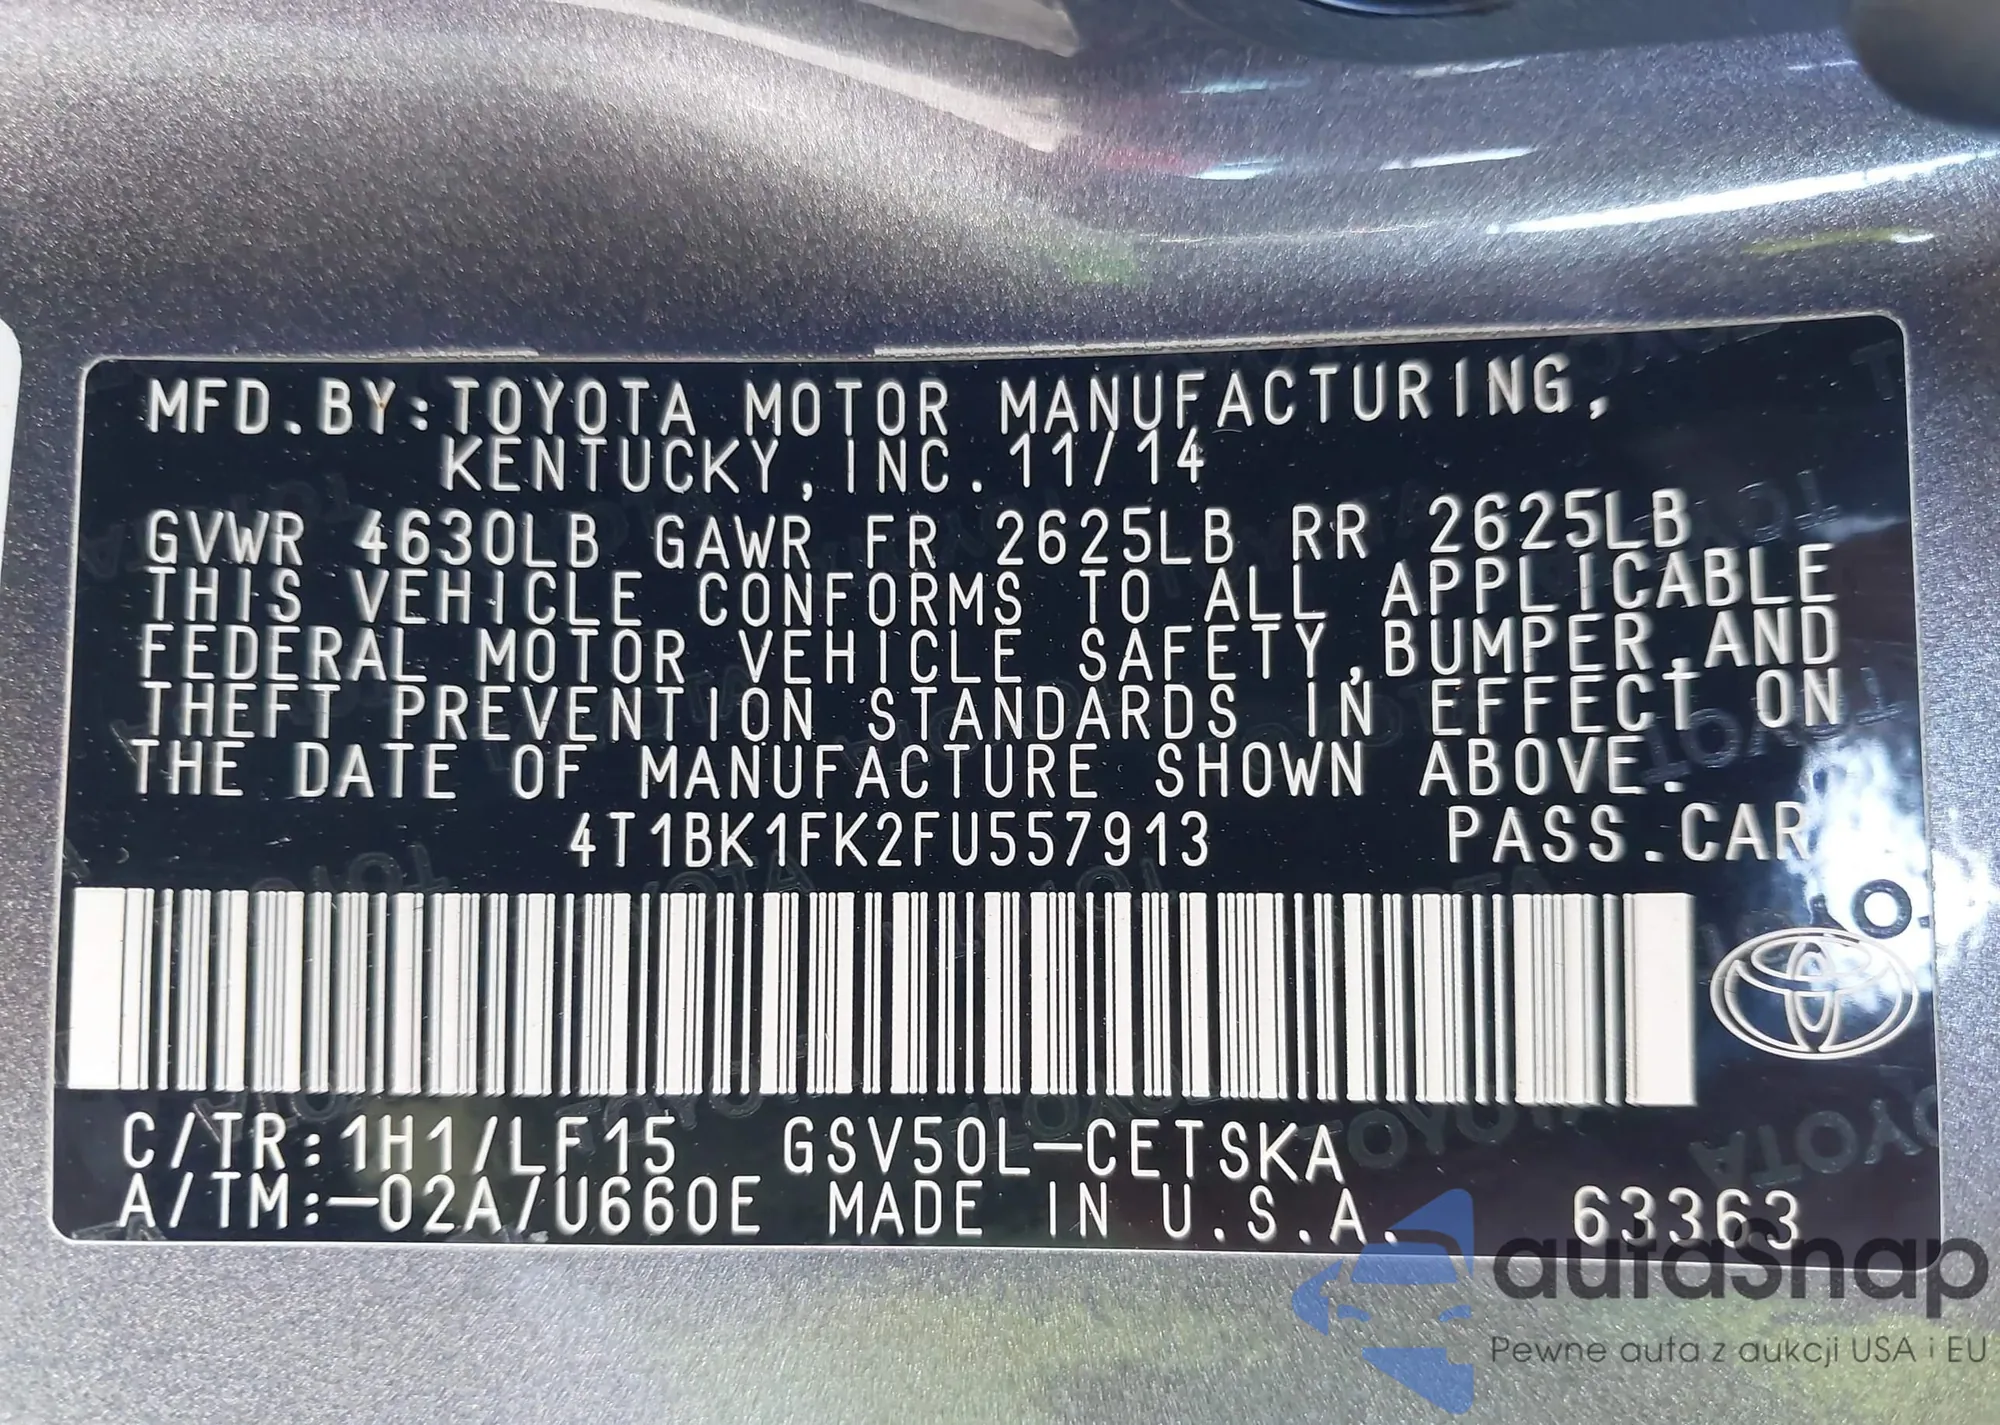 MFD.BY:TOYOTA MOTOR MANUFACTURING,
KENTUCKY,INC.11/14
GVWR 4630LB GAWR FR 2625LB RR 2625LB
THIS VEHICLE CONFORMS TO ALL APPLICABLE
FEDERAL MOTOR VEHICLE SAFETY,BUMPER,AND
THEFT PREVENTION STANDARDS IN EFFECT ON
THE DATE OF MANUFACTURE SHOWN ABOVE.
4T1BK1FK2FU557913 PASS.CAR
C/TR:1H1/LF15 GSV50L-CETSKA
A/TM:-02A/U660E MADE IN U.S.A. 63363
autaSnap
Pewne auta z aukcji USA i EU